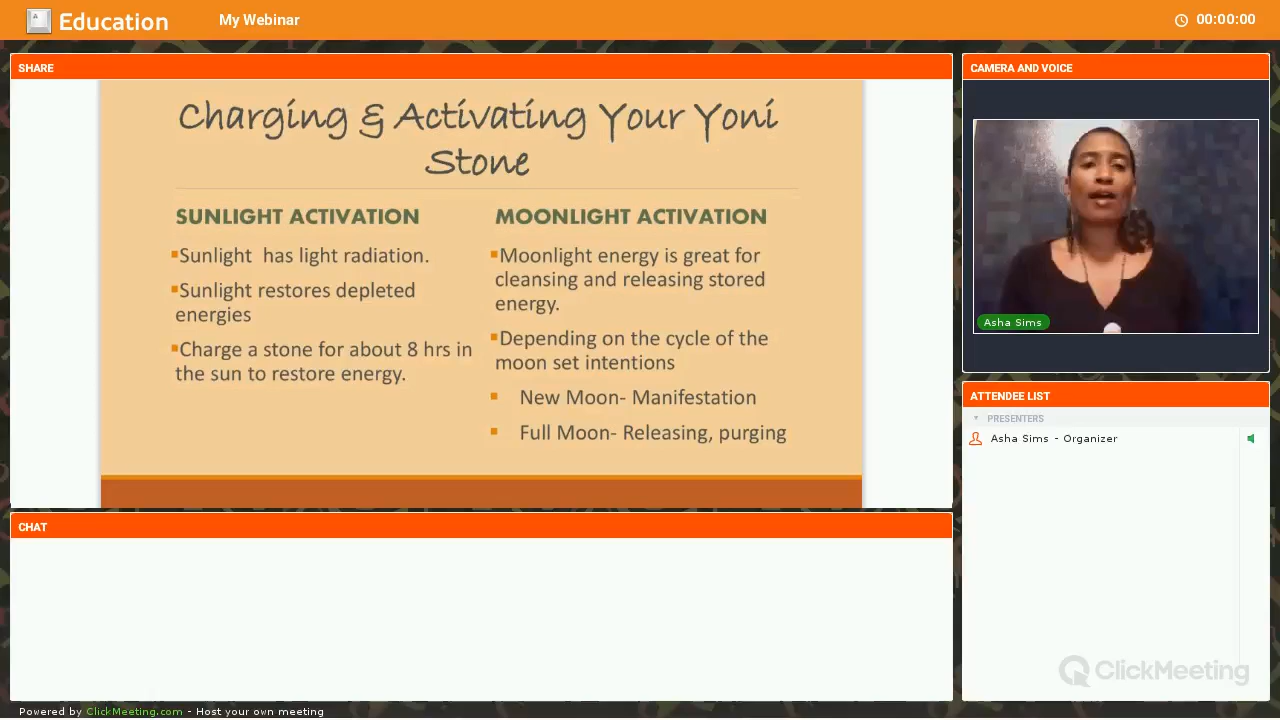 Education
My Webinar
00:00:00
SHARE
Charging & Activating Your Yoni
Stone
SUNLIGHT ACTIVATION
Sunlight has light radiation.
Sunlight restores depleted
energies
Charge a stone for about 8 hrs in
the sun to restore energy.
MOONLIGHT ACTIVATION
Moonlight energy is great for
cleansing and releasing stored
energy.
Depending on the cycle of the
moon set intentions
New Moon- Manifestation
Full Moon- Releasing, purging
CAMERA AND VOICE
Asha Sims
ATTENDEE LIST
PRESENTERS
Asha Sims - Organizer
CHAT
ClickMeeting
Powered by ClickMeeting.com - Host your own meeting